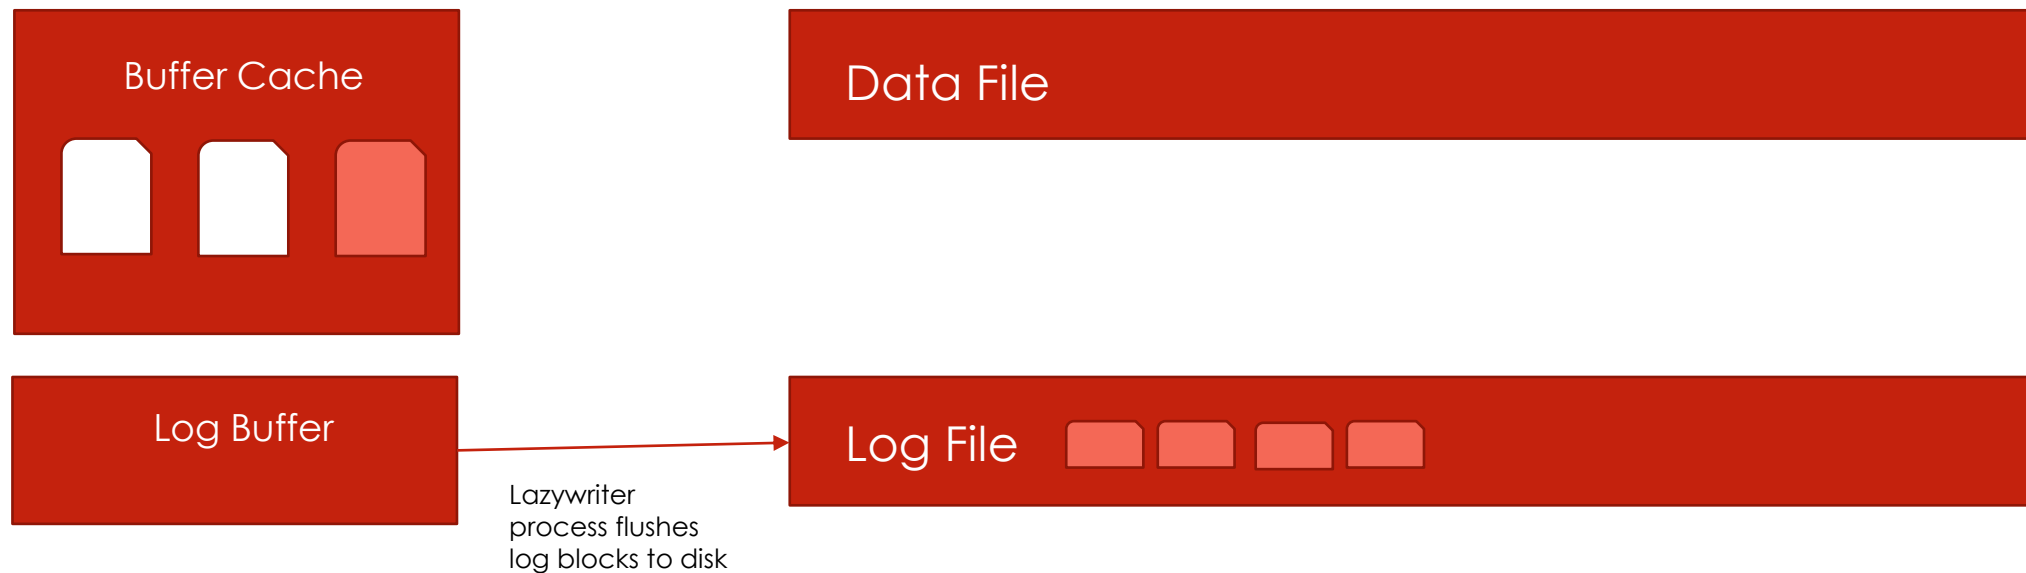 Buffer Cache
Data File
Log Buffer
Log File
Lazywriter
process flushes
log blocks to disk